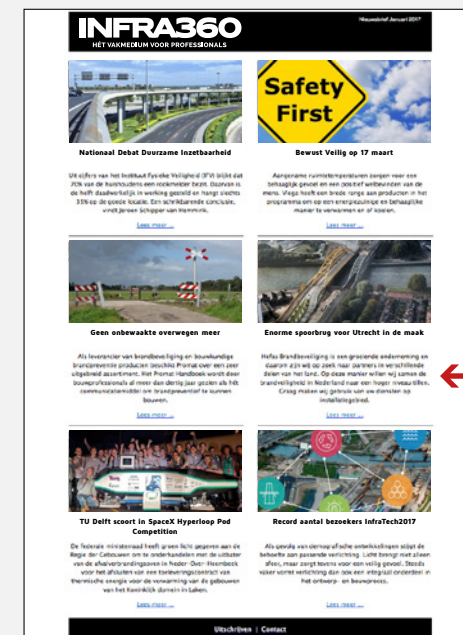 INFRA360
HÉT VAKMEDIUM VOOR PROFESSIONALS
Nieuwsbrief Januari 2017
Safety
First
Nationaal Debat Duurzame Inzetbaarheid
Uit cijfers van het Instituut Fysieke Veiligheid (IFV) blijkt dat
70% van de huishoudens een rookmelder bezit. Daarvan is
de helft daadwerkelijk in werking gesteld en hangt slechts
35% op de goede locatie. Een schrikbarende conclusie,
vindt Jeroen Schipper van Hemmink.
Lees meer ...
Bewust Veilig op 17 maart
Aangename ruimtetemperaturen zorgen voor een
behaaglijk gevoel en een positief welbevinden van de
mens. Viega heeft een brede range aan producten in het
programma om op een energiezuinige en behaaglijke
manier te verwarmen en of koelen.
Lees meer ...
Geen onbewaakte overwegen meer
Als leverancier van brandbeveiliging en bouwkundige
brandpreventie producten beschikt Promat over een zeer
uitgebreid assortiment. Het Promat Handboek wordt door
bouwprofessionals al meer dan dertig jaar gezien als hét
communicatiemiddel om brandpreventief te kunnen
bouwen.
Lees meer ...
Enorme spoorbrug voor Utrecht in de maak
Hefas Brandbeveiliging is een groeiende onderneming en
daarom zijn wij op zoek naar partners in verschillende
delen van het land. Op deze manier willen wij samen de
brandveiligheid in Nederland naar een hoger niveau tillen.
Graag maken wij gebruik van uw diensten op
installatiegebied.
Lees meer ...
TU Delft scoort in SpaceX Hyperloop Pod
Competition
De federale ministerraad heeft groen licht gegeven aan de
Regie der Gebouwen om te onderhandelen met de uitbater
van de afvalverbrandingsoven in Neder-Over-Heembeek
voor het afsluiten van een toeleveringscontract van
thermische energie voor de verwarming van de gebouwen
van het Koninklijk domein in Laken.
Lees meer ...
Record aantal bezoekers InfraTech2017
Als gevolg van demografische ontwikkelingen stijgt de
behoefte aan passende verlichting. Licht brengt niet alleen
sfeer, maar zorgt tevens voor een veilig gevoel. Steeds
vaker vormt verlichting dan ook een integraal onderdeel in
het ontwerp- en bouwproces.
Lees meer ...
Uitschrijven | Contact